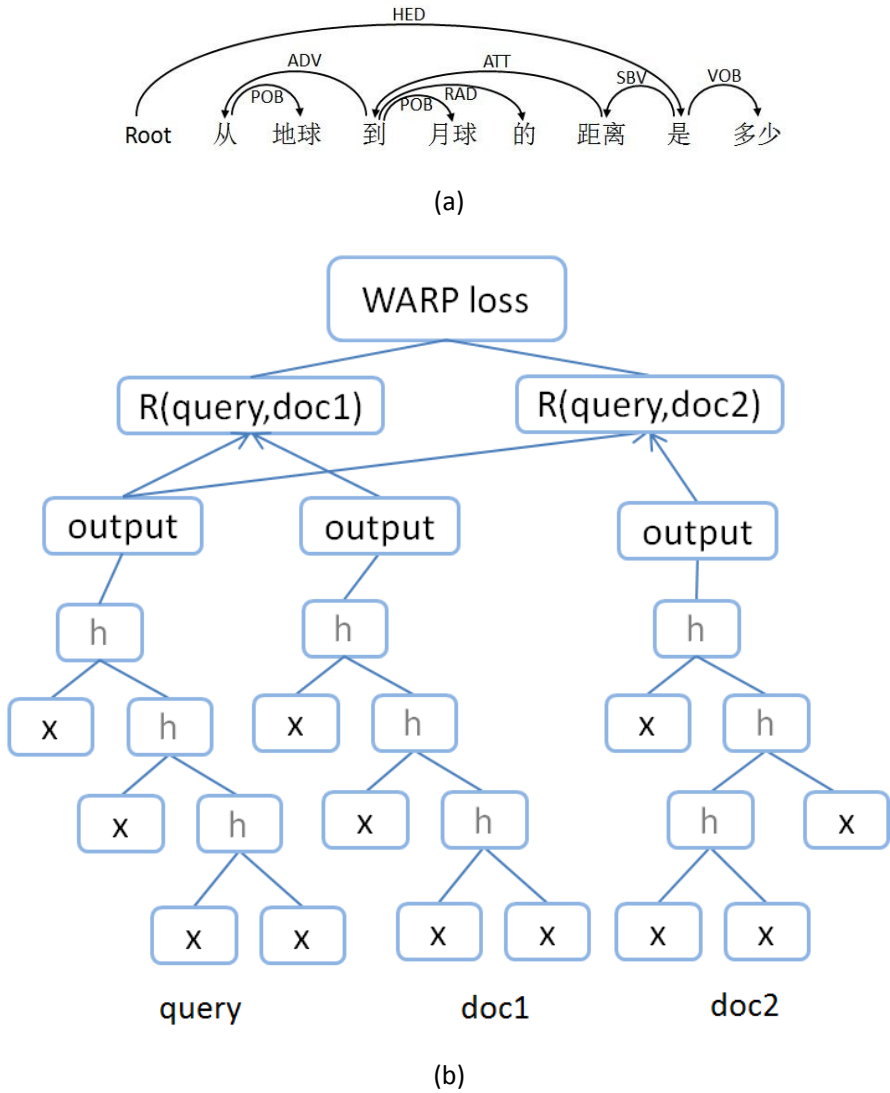 HED
ADV ATT
SBV VOB
POB POB RAD
Root 从 地球 到 月球 的 距离 是 多少
(a)
WARP loss
R(query,doc1) R(query,doc2)
output output output
h h h
x h x h x h
x h x h h x
x x x x x x
query doc1 doc2
(b)